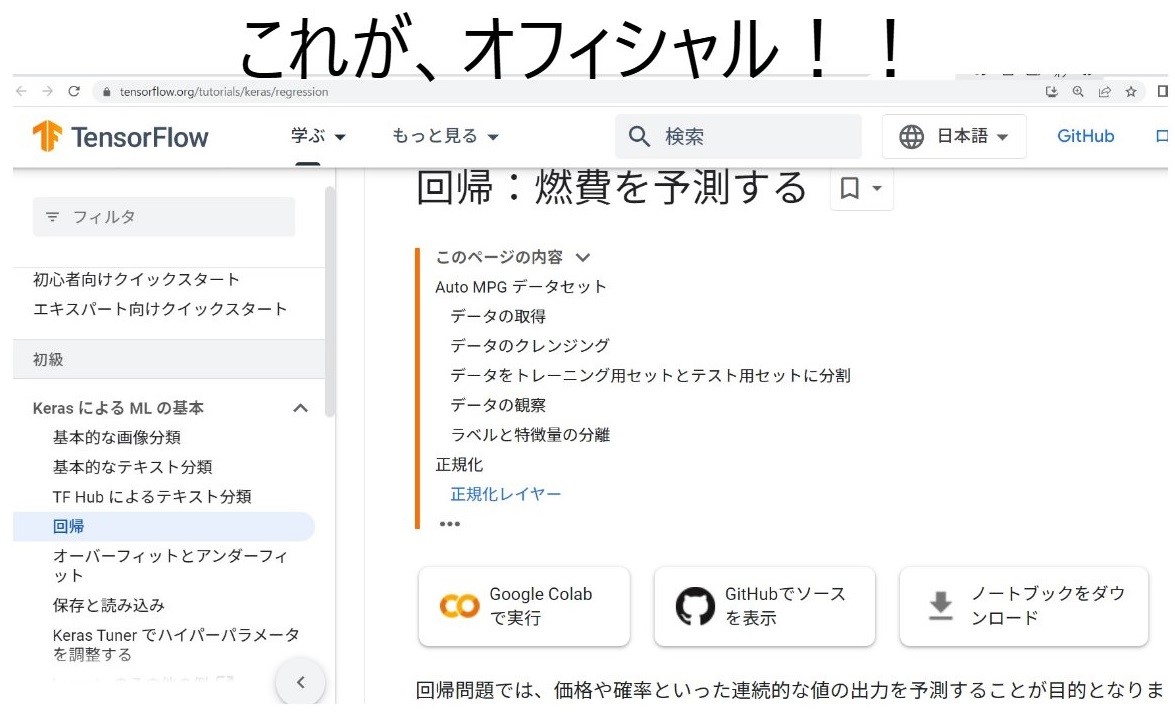 これが、オフィシャル！！
tensorflow.org/tutorials/keras/regression
TensorFlow
学ぶ
もっと見る
検索
日本語
GitHub
フィルタ
初心者向けクイックスタート
エキスパート向けクイックスタート
初級
Keras による ML の基本
基本的な画像分類
基本的なテキスト分類
TF Hub によるテキスト分類
回帰
オーバーフィットとアンダーフィ
ット
保存と読み込み
Keras Tuner でハイパーパラメータ
を調整する
回帰：燃費を予測する
このページの内容
Auto MPG データセット
データの取得
データのクレンジング
データをトレーニング用セットとテスト用セットに分割
データの観察
ラベルと特徴量の分離
正規化
正規化レイヤー
Google Colab
で実行
GitHubでソース
を表示
ノートブックをダウ
ンロード
回帰問題では、価格や確率といった連続的な値の出力を予測することが目的となりま